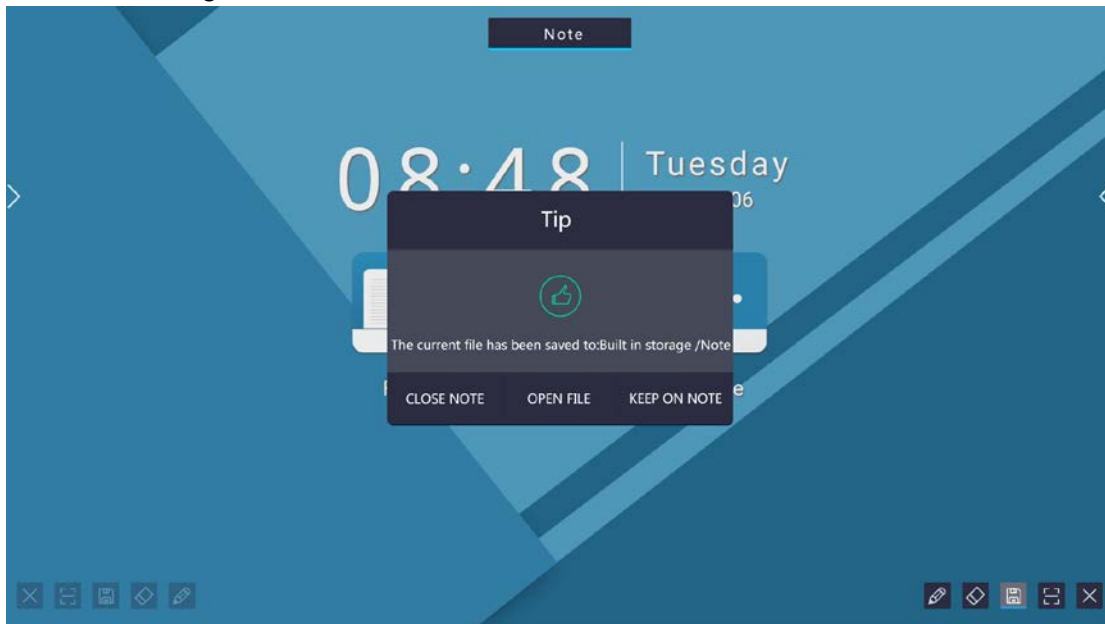 Note
08:48
Tuesday
06
Tip
The current file has been saved to:Built in storage /Note
CLOSE NOTE
OPEN FILE
KEEP ON NOTE